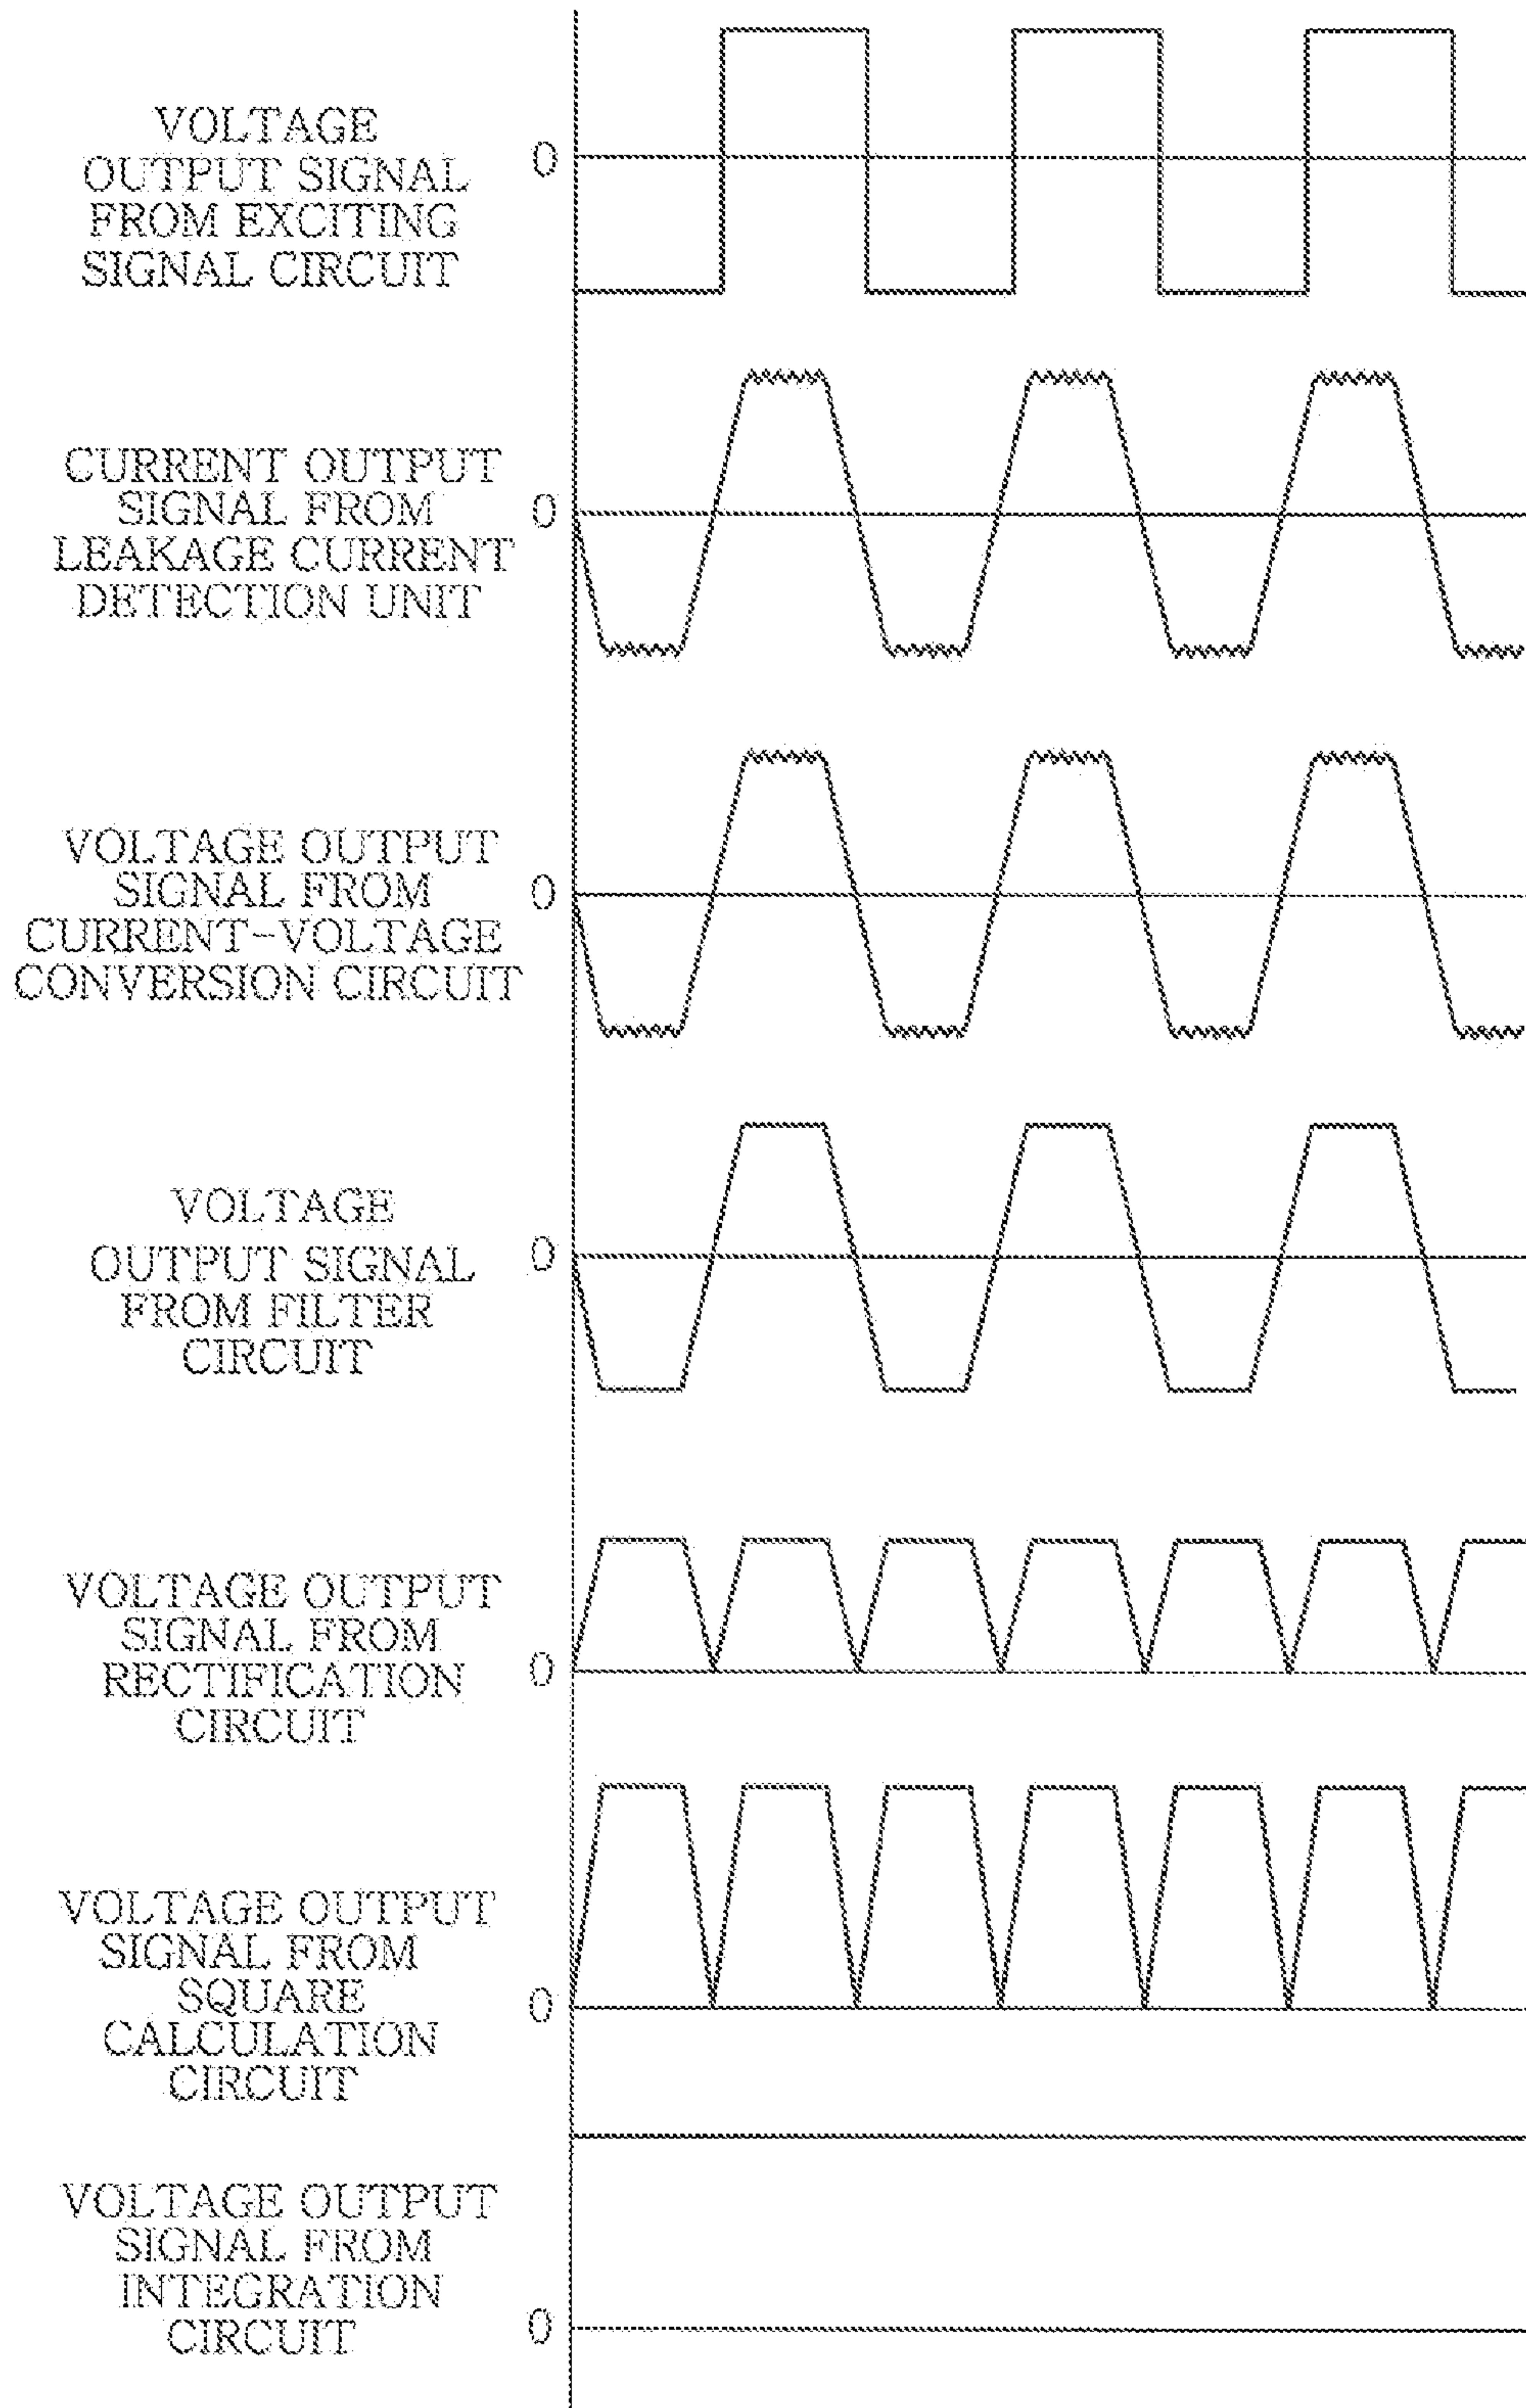 VOLTAGE
OUTPUT SIGNAL
FROM EXCITING
SIGNAL CIRCUIT
0
CURRENT OUTPUT
SIGNAL FROM
LEAKAGE CURRENT
DETECTION UNIT
0
VOLTAGE OUTPUT
SIGNAL FROM
CURRENT-VOLTAGE
CONVERSION CIRCUIT
0
VOLTAGE
OUTPUT SIGNAL
FROM FILTER
CIRCUIT
0
VOLTAGE OUTPUT
SIGNAL FROM
RECTIFICATION
CIRCUIT
0
VOLTAGE OUTPUT
SIGNAL FROM
SQUARE
CALCULATION
CIRCUIT
0
VOLTAGE OUTPUT
SIGNAL FROM
INTEGRATION
CIRCUIT
0